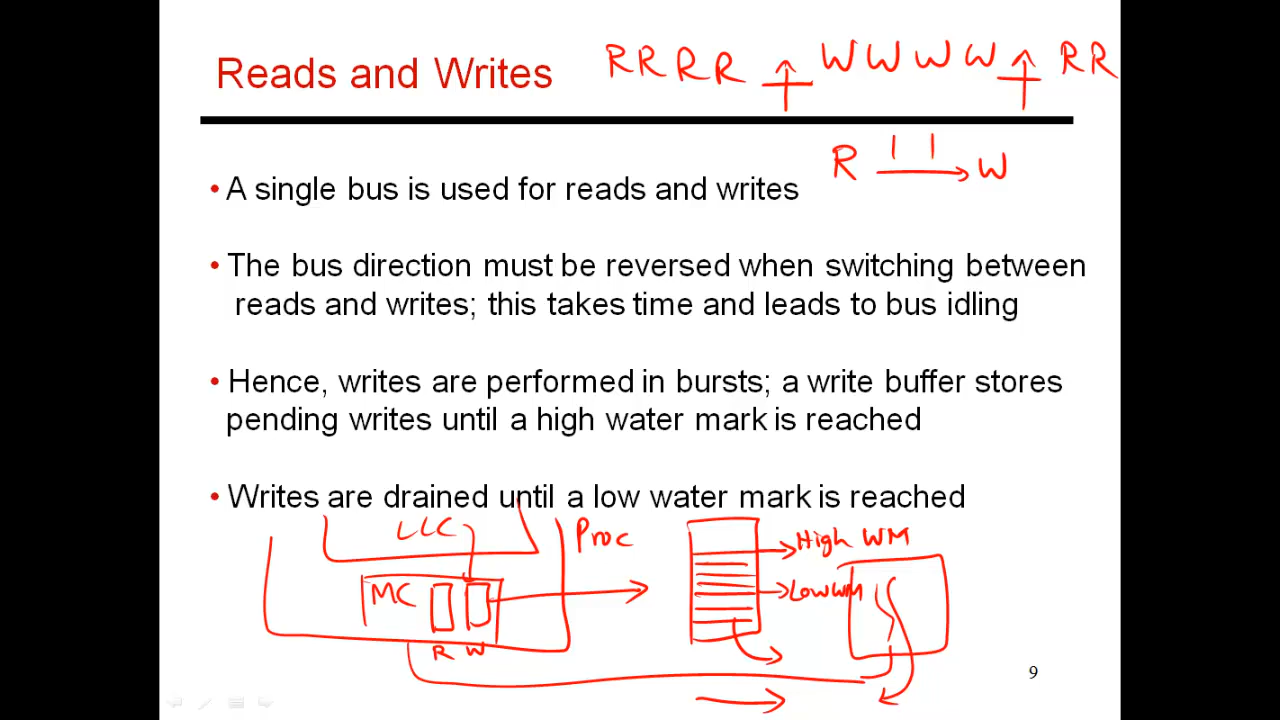 Reads and Writes RRRR WWWW RR
R W
• A single bus is used for reads and writes
• The bus direction must be reversed when switching between
reads and writes; this takes time and leads to bus idling
• Hence, writes are performed in bursts; a write buffer stores
pending writes until a high water mark is reached
• Writes are drained until a low water mark is reached
LLC Proc High WM
MC Low WM
R W
9